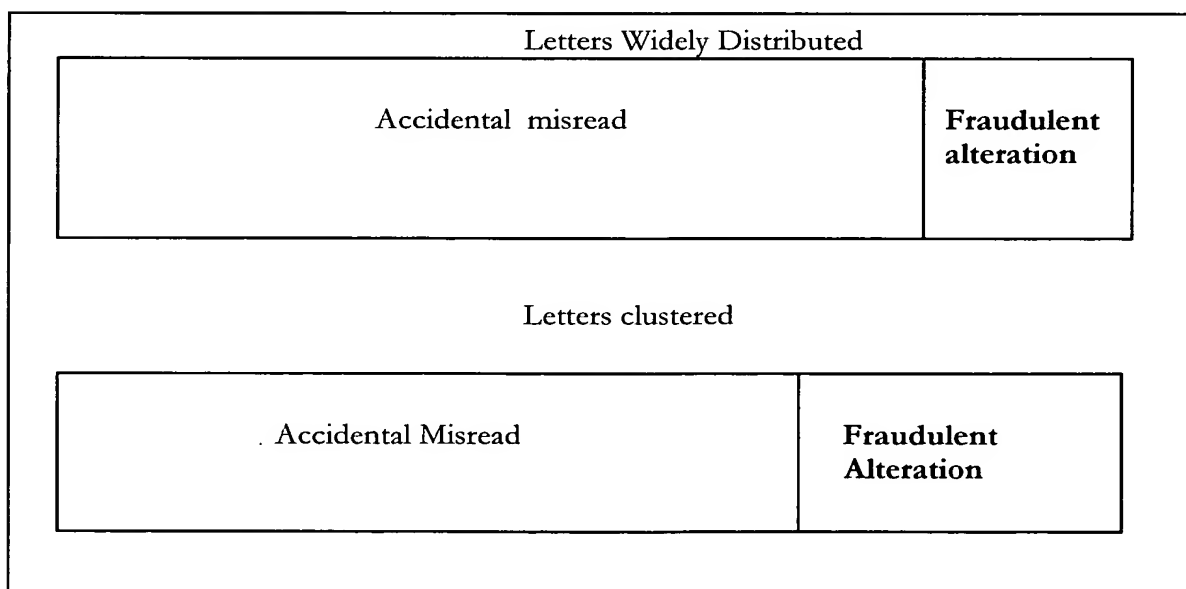 Letters Widely Distributed
Accidental misread
Fraudulent
alteration
Letters clustered
. Accidental Misread
Fraudulent
Alteration